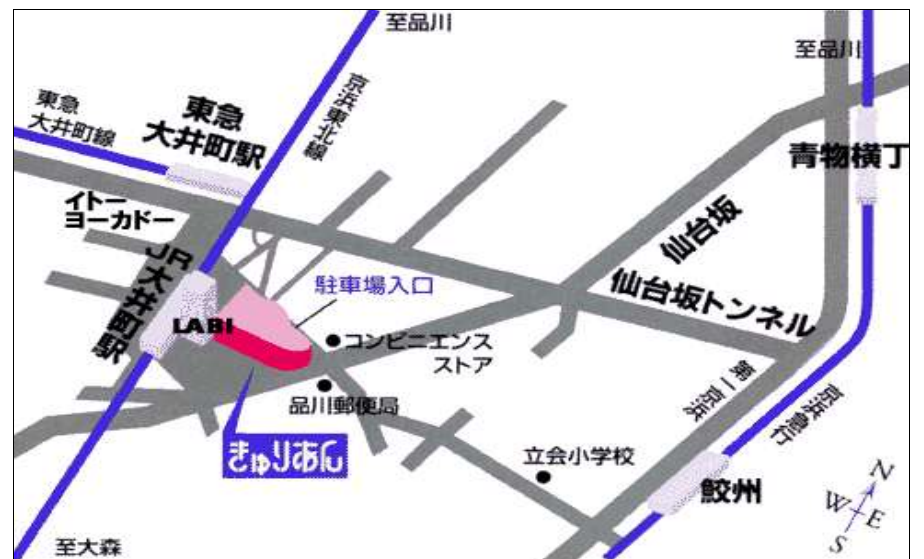 至品川
至品川
東急
大井町線
東急
大井町駅
京浜東北線
青物横丁
イトー
ヨーカドー
仙台坂
JR大井町駅
LABI
駐車場入口
仙台坂トンネル
コンビニエンス
ストア
品川郵便局
第一京浜
京浜急行
きゅりあん
立会小学校
鮫州
至大森
N
W
E
S